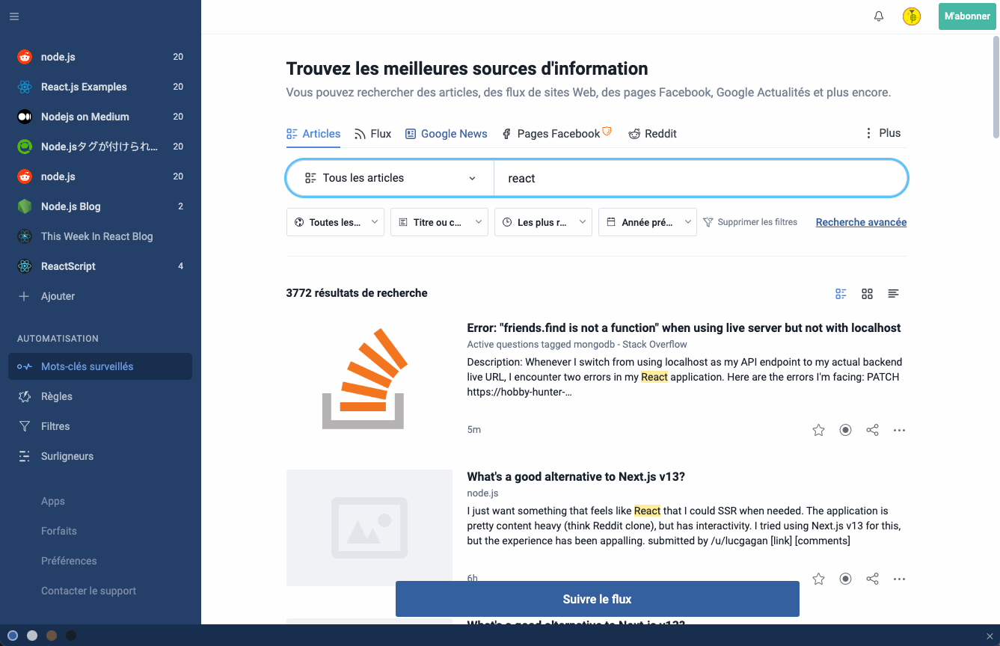 M'abonner
node.js 20
React.js Examples 20
Nodejs on Medium 20
Node.jsタグが付けられ... 20
node.js 20
Node.js Blog 2
This Week In React Blog
ReactScript 4
Ajouter
AUTOMATISATION
Mots-clés surveillés
Règles
Filtres
Surligneurs
Apps
Forfaits
Préférences
Contacter le support
Trouvez les meilleures sources d'information
Vous pouvez rechercher des articles, des flux de sites Web, des pages Facebook, Google Actualités et plus encore.
Articles Flux Google News Pages Facebook Reddit Plus
Tous les articles react
Toutes les... Titre ou c... Les plus r... Année pré... Supprimer les filtres Recherche avancée
3772 résultats de recherche
Error: "friends.find is not a function" when using live server but not with localhost
Active questions tagged mongodb - Stack Overflow
Description: Whenever I switch from using localhost as my API endpoint to my actual backend
live URL, I encounter two errors in my React application. Here are the errors I'm facing: PATCH
https://hobby-hunter-...
5m
What's a good alternative to Next.js v13?
node.js
I just want something that feels like React that I could SSR when needed. The application is
pretty content heavy (think Reddit clone), but has interactivity. I tried using Next.js v13 for this,
but the experience has been appalling. submitted by /u/lucgagan [link] [comments]
6h
Suivre le flux
What's a good alternative to Next.js v13?